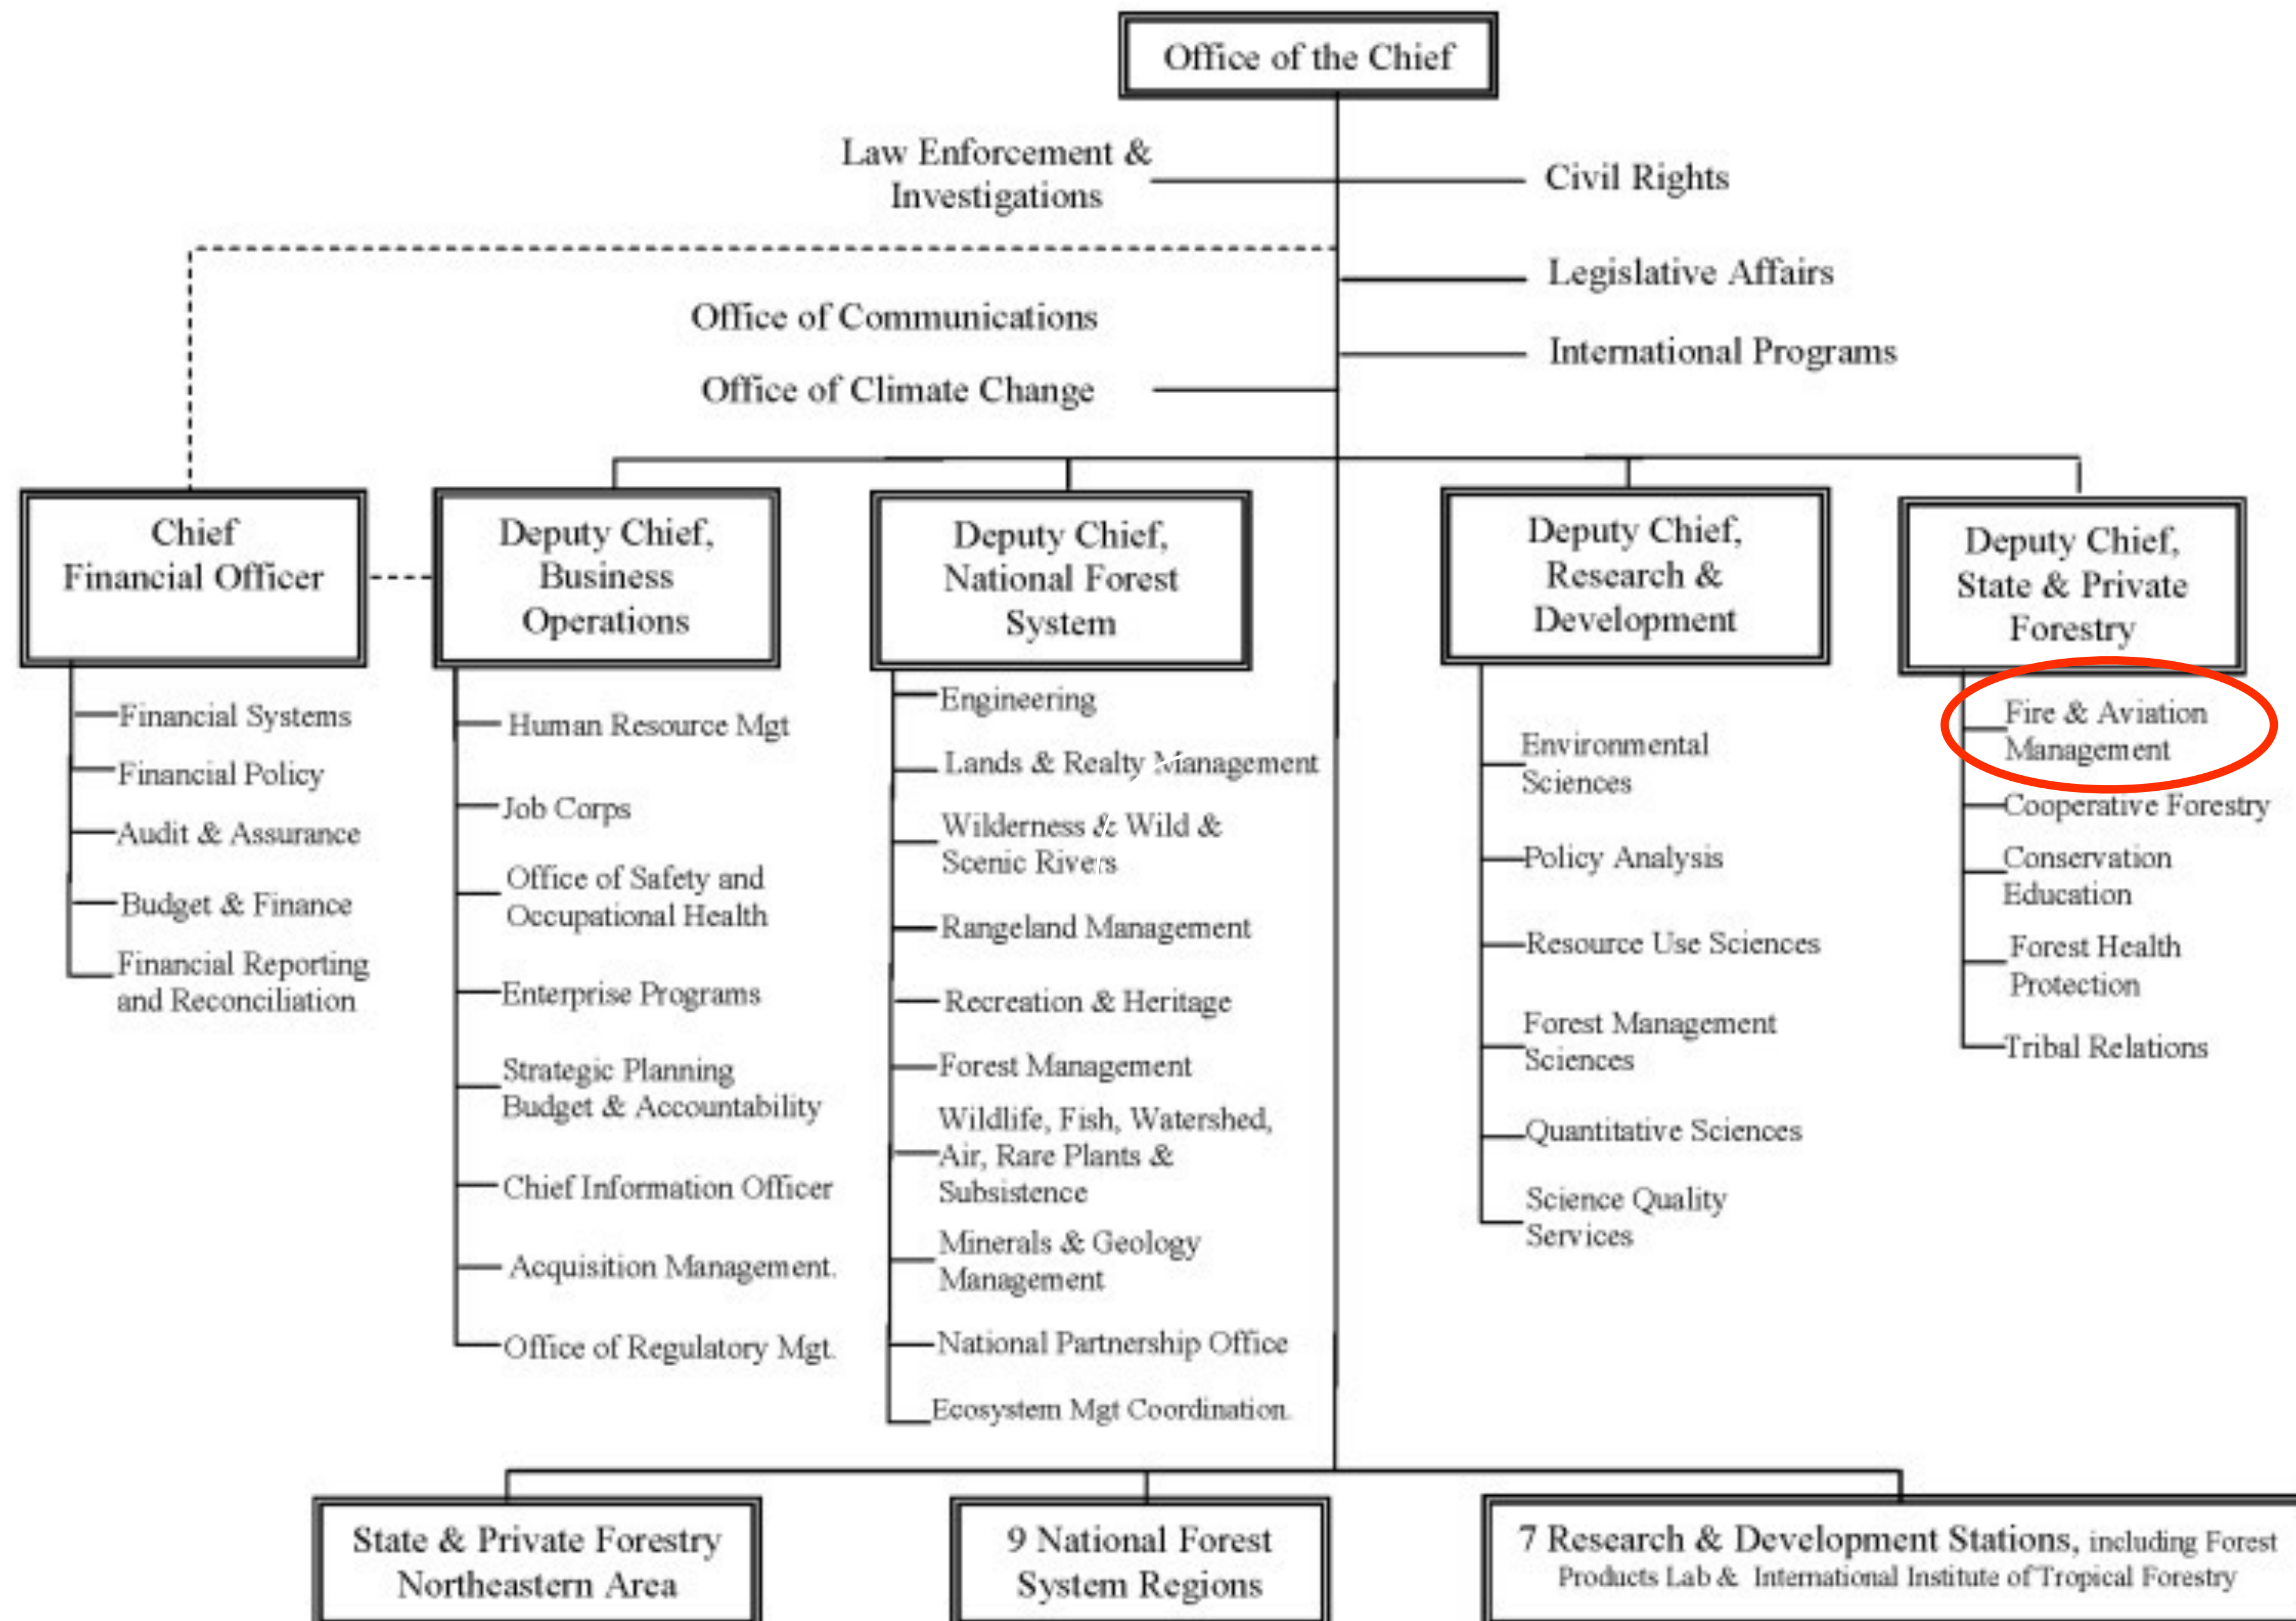 Office of the Chief
Law Enforcement &
Investigations
Civil Rights
Legislative Affairs
Office of Communications
International Programs
Office of Climate Change
Chief
Financial Officer
Financial Systems
Financial Policy
Audit & Assurance
Budget & Finance
Financial Reporting
and Reconciliation
Deputy Chief,
Business
Operations
Human Resource Mgt
Job Corps
Office of Safety and
Occupational Health
Enterprise Programs
Strategic Planning
Budget & Accountability
Chief Information Officer
Acquisition Management.
Office of Regulatory Mgt.
Deputy Chief,
National Forest
System
Engineering
Lands & Realty Management
Wilderness & Wild &
Scenic Rivers
Rangeland Management
Recreation & Heritage
Forest Management
Wildlife, Fish, Watershed,
Air, Rare Plants &
Subsistence
Minerals & Geology
Management
National Partnership Office
Ecosystem Mgt Coordination.
Deputy Chief,
Research &
Development
Environmental
Sciences
Policy Analysis
Resource Use Sciences
Forest Management
Sciences
Quantitative Sciences
Science Quality
Services
Deputy Chief,
State & Private
Forestry
Fire & Aviation
Management
Cooperative Forestry
Conservation
Education
Forest Health
Protection
Tribal Relations
State & Private Forestry
Northeastern Area
9 National Forest
System Regions
7 Research & Development Stations, including Forest
Products Lab & International Institute of Tropical Forestry